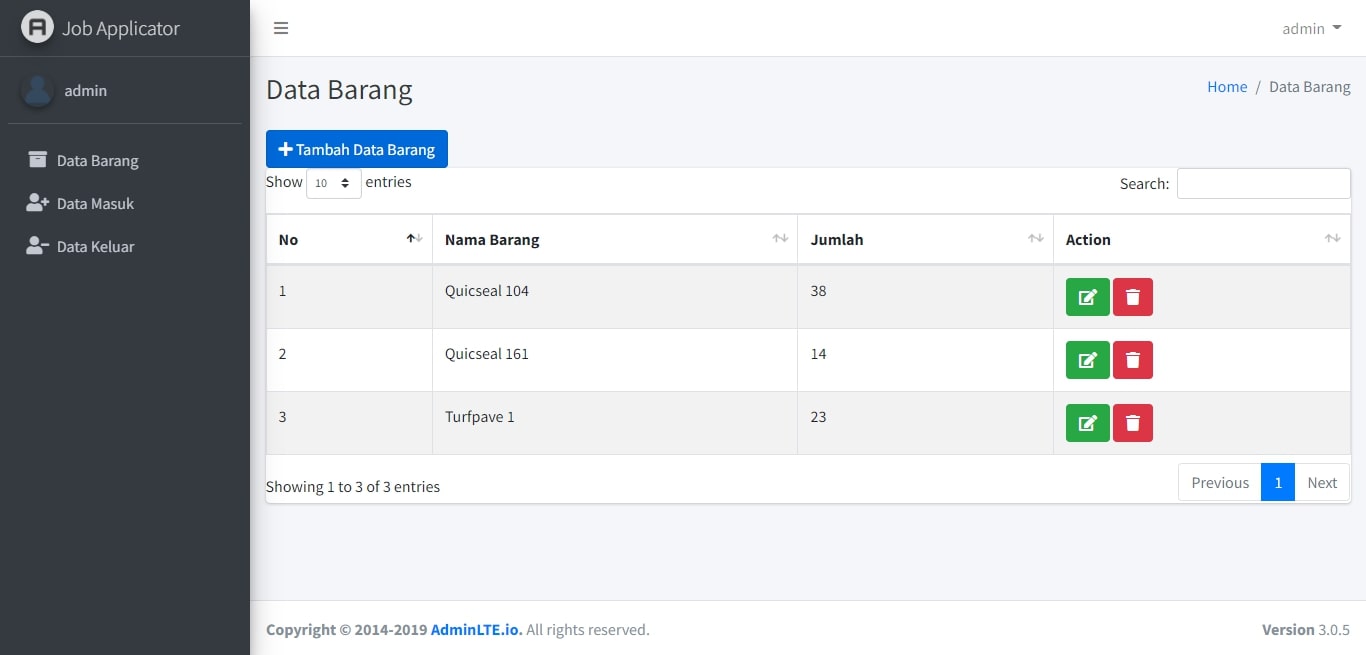 Job Applicator
admin
admin
Data Barang
Data Masuk
Data Keluar
Data Barang
Home / Data Barang
Tambah Data Barang
Show 10 entries
Search:
No Nama Barang Jumlah Action
1 Quicseal 104 38
2 Quicseal 161 14
3 Turfpave 1 23
Showing 1 to 3 of 3 entries
Previous 1 Next
Copyright © 2014-2019 AdminLTE.io. All rights reserved.
Version 3.0.5